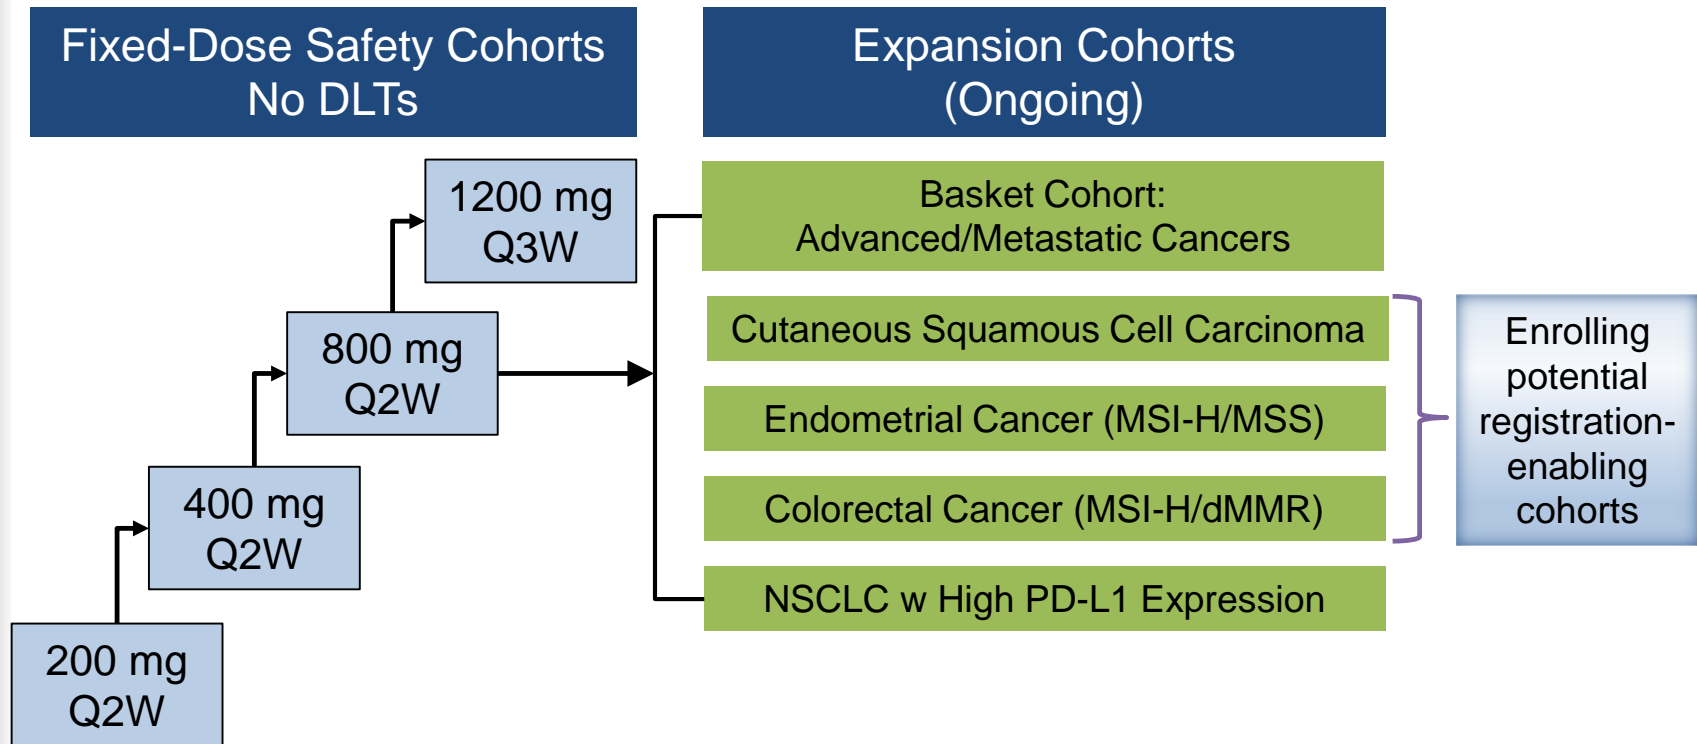 Fixed-Dose Safety Cohorts
No DLTs
Expansion Cohorts
(Ongoing)
1200 mg
Q3W
800 mg
Q2W
400 mg
Q2W
200 mg
Q2W
Basket Cohort:
Advanced/Metastatic Cancers
Cutaneous Squamous Cell Carcinoma
Endometrial Cancer (MSI-H/MSS)
Colorectal Cancer (MSI-H/dMMR)
NSCLC w High PD-L1 Expression
Enrolling
potential
registration-
enabling
cohorts